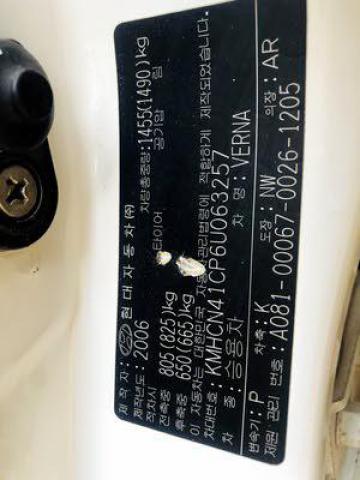 제작자: 현대자동차(주)
제작년도: 2006 차량총중량: 1455(1490)kg
적차시 타이어 공기압 림
전축중 805(825)kg
후축중 650(665)kg
이 자동차는 대한민국 자동차관리법령에 적합하게 제작되었습니다.
차대번호: KMHCN41CP6U063257
차종: 승용차 차명: VERNA
변속기: P 차축: K 도장: NW 의장: AR
제원 관리 번호: A081-00067-0026-1205